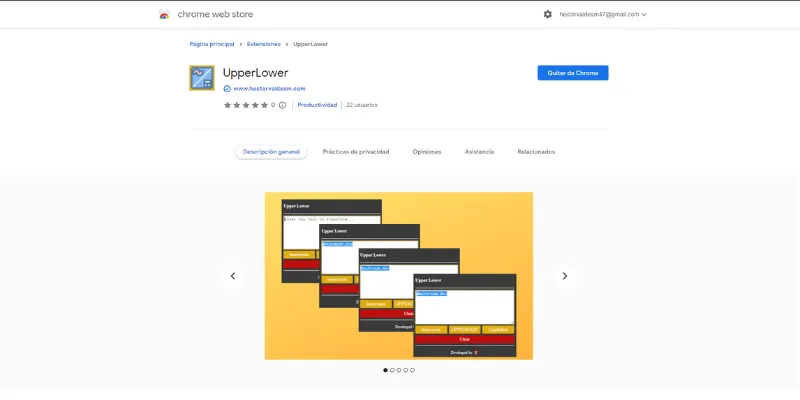 chrome web store
hectorvaldesm47@gmail.com
Página principal > Extensiones > UpperLower
UpperLower
Quitar de Chrome
www.hectorvaldesm.com
0 | Productividad | 22 usuarios
Descripción general
Prácticas de privacidad
Opiniones
Asistencia
Relacionados
Upper Lower
Enter the text to transform ..
Upper Lower
Upper Lower
Upper Lower
lowercase
UPPERCASE
Capitalize
Clear
Developed by